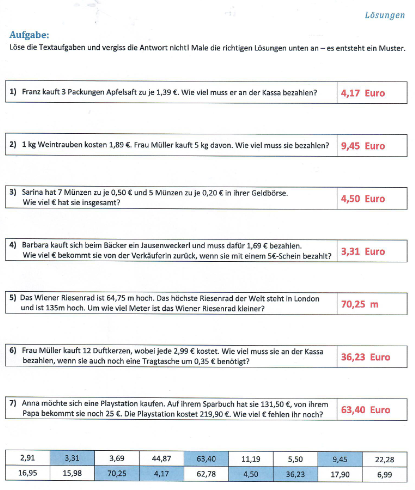 Lösungen
Aufgabe:
Löse die Textaufgaben und vergiss die Antwort nicht! Male die richtigen Lösungen unten an – es entsteht ein Muster.
1) Franz kauft 3 Packungen Apfelsaft zu je 1,39 €. Wie viel muss er an der Kassa bezahlen? 4,17 Euro
2) 1 kg Weintrauben kosten 1,89 €. Frau Müller kauft 5 kg davon. Wie viel muss sie bezahlen? 9,45 Euro
3) Sarina hat 7 Münzen zu je 0,50 € und 5 Münzen zu je 0,20 € in ihrer Geldbörse.
Wie viel € hat sie insgesamt? 4,50 Euro
4) Barbara kauft sich beim Bäcker ein Jausenweckerl und muss dafür 1,69 € bezahlen.
Wie viel € bekommt sie von der Verkäuferin zurück, wenn sie mit einem 5€-Schein bezahlt? 3,31 Euro
5) Das Wiener Riesenrad ist 64,75 m hoch. Das höchste Riesenrad der Welt steht in London
und ist 135m hoch. Um wie viel Meter ist das Wiener Riesenrad kleiner? 70,25 m
6) Frau Müller kauft 12 Duftkerzen, wobei jede 2,99 € kostet. Wie viel muss sie an der Kassa
bezahlen, wenn sie auch noch eine Tragtasche um 0,35 € benötigt? 36,23 Euro
7) Anna möchte sich eine Playstation kaufen. Auf ihrem Sparbuch hat sie 131,50 €, von ihrem
Papa bekommt sie noch 25 €. Die Playstation kostet 219,90 €. Wie viel € fehlen ihr noch? 63,40 Euro
2,91 3,31 3,69 44,87 63,40 11,19 5,50 9,45 22,28
16,95 15,98 70,25 4,17 62,78 4,50 36,23 17,90 6,99